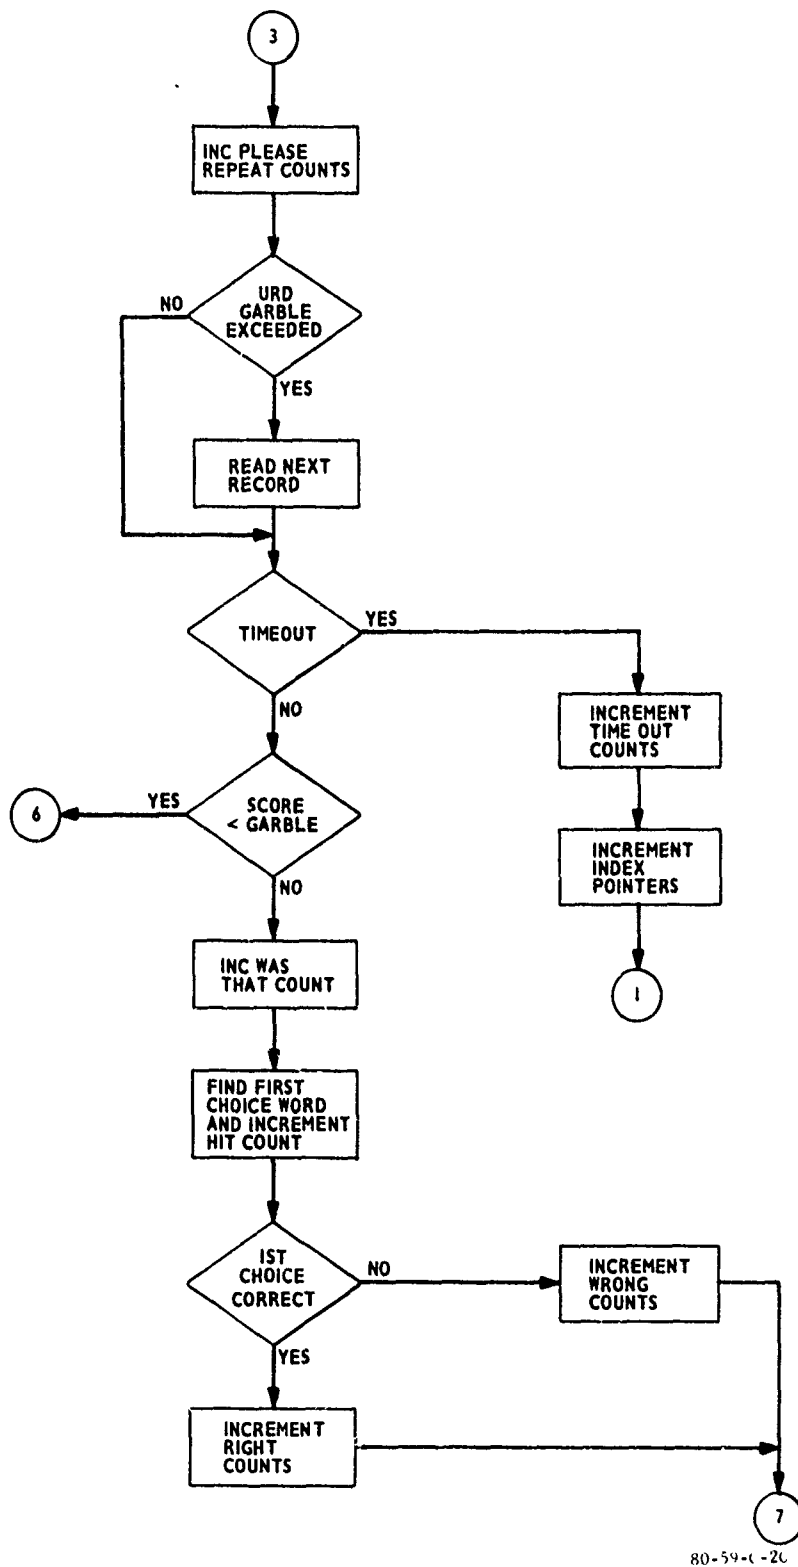 3
INC PLEASE
REPEAT COUNTS
URD
GARBLE
EXCEEDED
NO
YES
READ NEXT
RECORD
TIMEOUT
YES
NO
INCREMENT
TIME OUT
COUNTS
SCORE
< GARBLE
YES
6
NO
INCREMENT
INDEX
POINTERS
INC WAS
THAT COUNT
1
FIND FIRST
CHOICE WORD
AND INCREMENT
HIT COUNT
1ST
CHOICE
CORRECT
NO
INCREMENT
WRONG
COUNTS
YES
INCREMENT
RIGHT
COUNTS
7